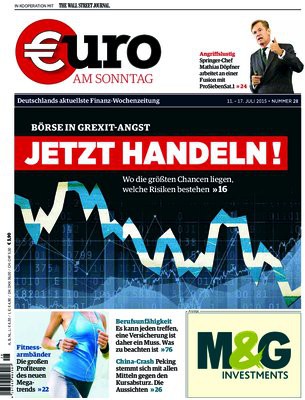 IN KOOPERATION MIT THE WALL STREET JOURNAL.
€uro
AM SONNTAG
Angriffslustig
Springer-Chef
Mathias Döpfner
arbeitet an einer
Fusion mit
ProSiebenSat.1 »24
Deutschlands aktuellste Finanz-Wochenzeitung
11. – 17. JULI 2015 • NUMMER 28
BÖRSE IN GREXIT-ANGST
JETZT HANDELN!
Wo die größten Chancen liegen,
welche Risiken bestehen »16
Fitness-
armbänder
Die großen
Profiteure
des neuen
Mega-
trends »22
Berufsunfähigkeit
Es kann jeden treffen,
eine Versicherung ist
daher ein Muss. Was
zu beachten ist »76
China-Crash Peking
stemmt sich mit allen
Mitteln gegen den
Kursabsturz. Die
Aussichten »26
Anzeige
M&G
INVESTMENTS